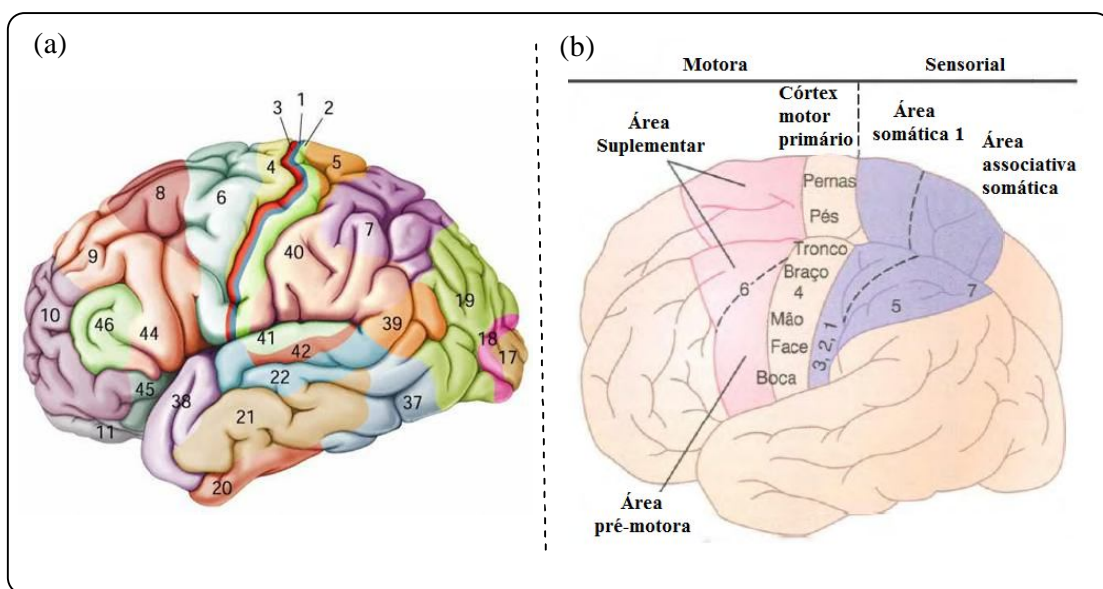 (a)
3
1
2
4
5
6
8
7
9
40
10
46
44
19
39
18
17
41
42
45
38
22
21
37
11
20
(b)
Motora
Sensorial
Córtex
motor
primário
Área
Suplementar
Área
somática 1
Área
associativa
somática
Pernas
Pés
Tronco
Braço
4
Mão
Face
Boca
6
3, 2, 1
5
7
Área
pré-motora